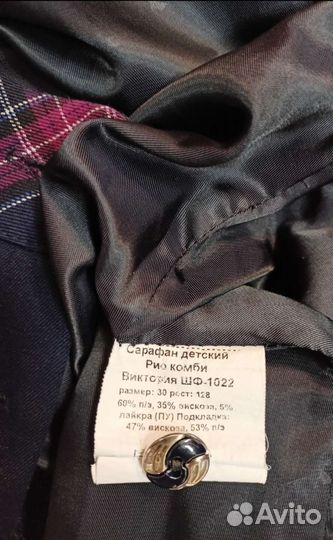 Сарафан детский
Рио комби
Виктория ШФ-1022
размер: 30 рост: 128
60% п/э, 35% вискоза, 5%
лайкра (ПУ) Подкладка:
47% вискоза, 53% п/э
Avito